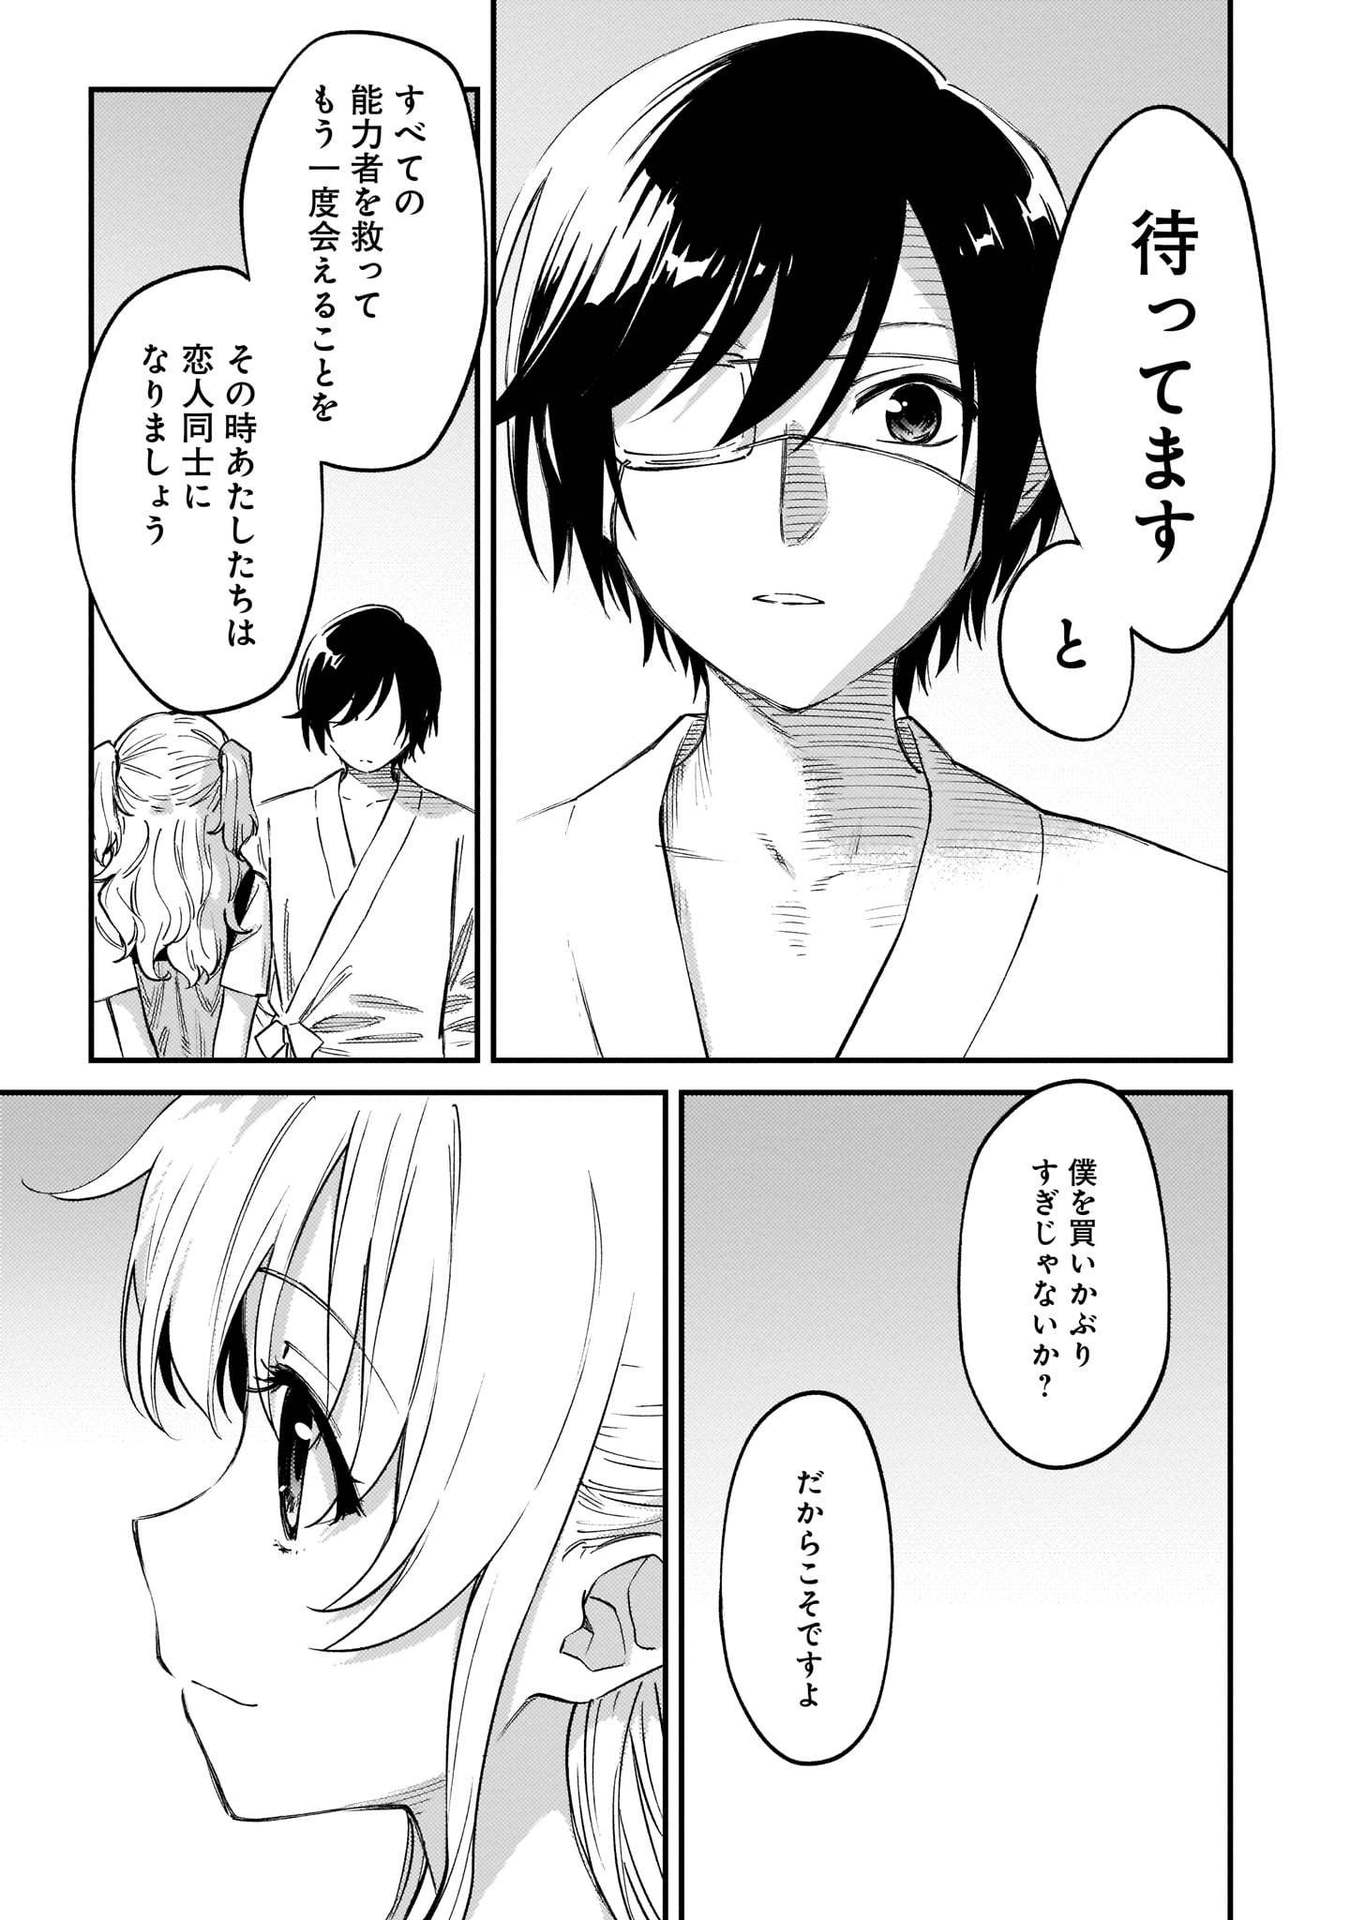 待ってます
と
すべての
能力者を救って
もう一度会えることを
その時あたしたちは
恋人同士に
なりましょう
僕を買いかぶり
すぎじゃないか?
だからこそですよ